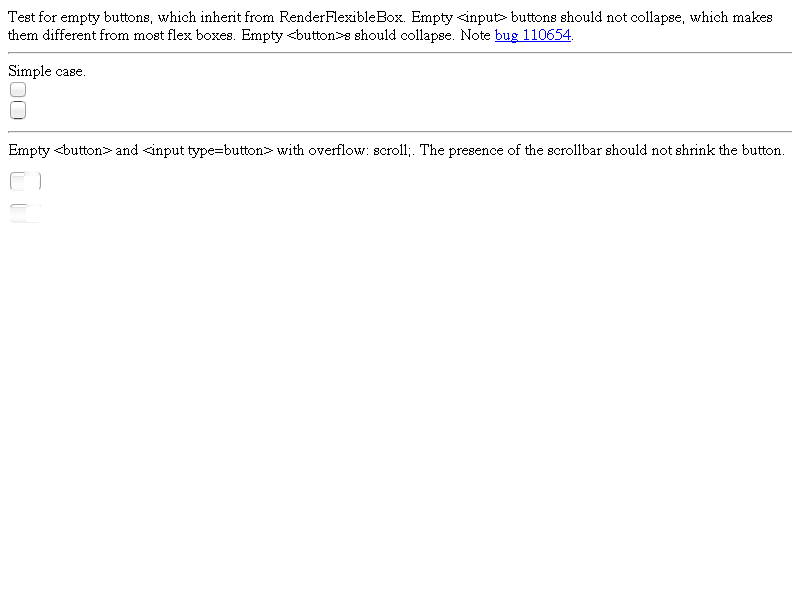 Test for empty buttons, which inherit from RenderFlexibleBox. Empty <input> buttons should not collapse, which makes
them different from most flex boxes. Empty <button>s should collapse. Note bug 110654.
Simple case.
Empty <button> and <input type=button> with overflow: scroll;. The presence of the scrollbar should not shrink the button.